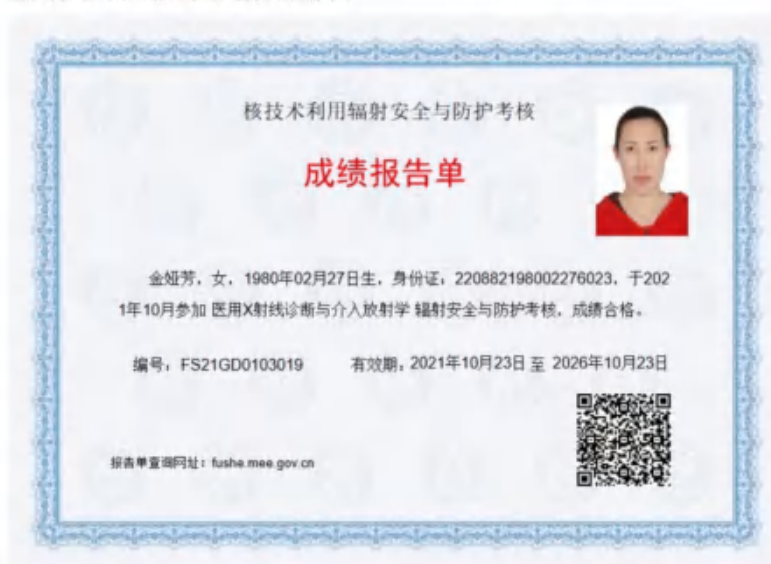 核技术利用辐射安全与防护考核
成绩报告单
金娅芳，女，1980年02月27日生，身份证，220882198002276023，于202
1年10月参加 医用X射线诊断与介入放射学 辐射安全与防护考核，成绩合格。
编号，FS21GD0103019 有效期，2021年10月23日 至 2026年10月23日
报告单查询网址：fushe.mee.gov.cn